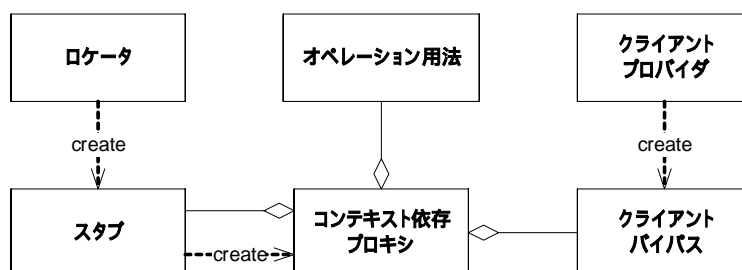 ロケータ
オペレーション用法
クライアント
プロバイダ
create
create
スタブ
コンテキスト依存
プロキシ
クライアント
バイパス
create